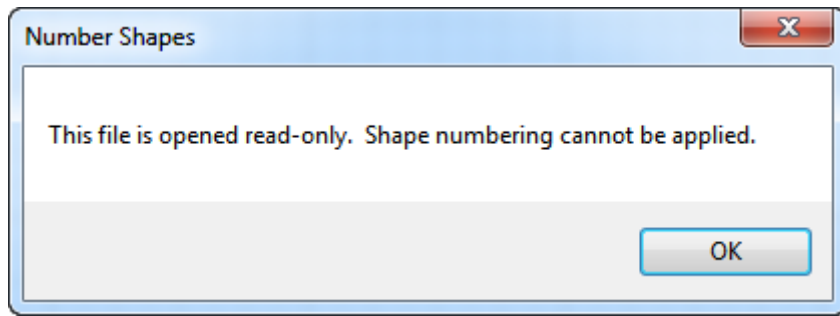 Number Shapes
This file is opened read-only.  Shape numbering cannot be applied.
OK